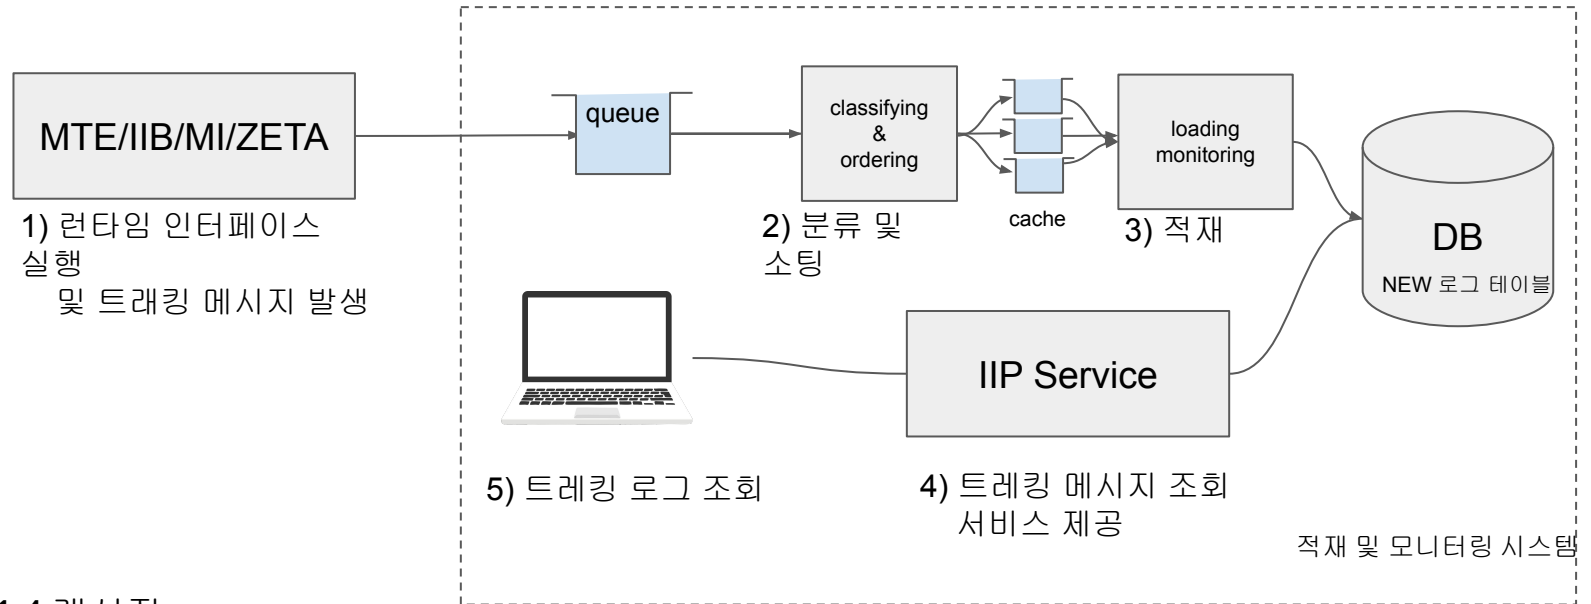 MTE/IIB/MI/ZETA
queue
classifying
&
ordering
cache
loading
monitoring
DB
NEW 로그 테이블
1) 런타임 인터페이스
실행
및 트래킹 메시지 발생
2) 분류 및
소팅
3) 적재
IIP Service
5) 트레킹 로그 조회
4) 트레킹 메시지 조회
서비스 제공
적재 및 모니터링 시스템